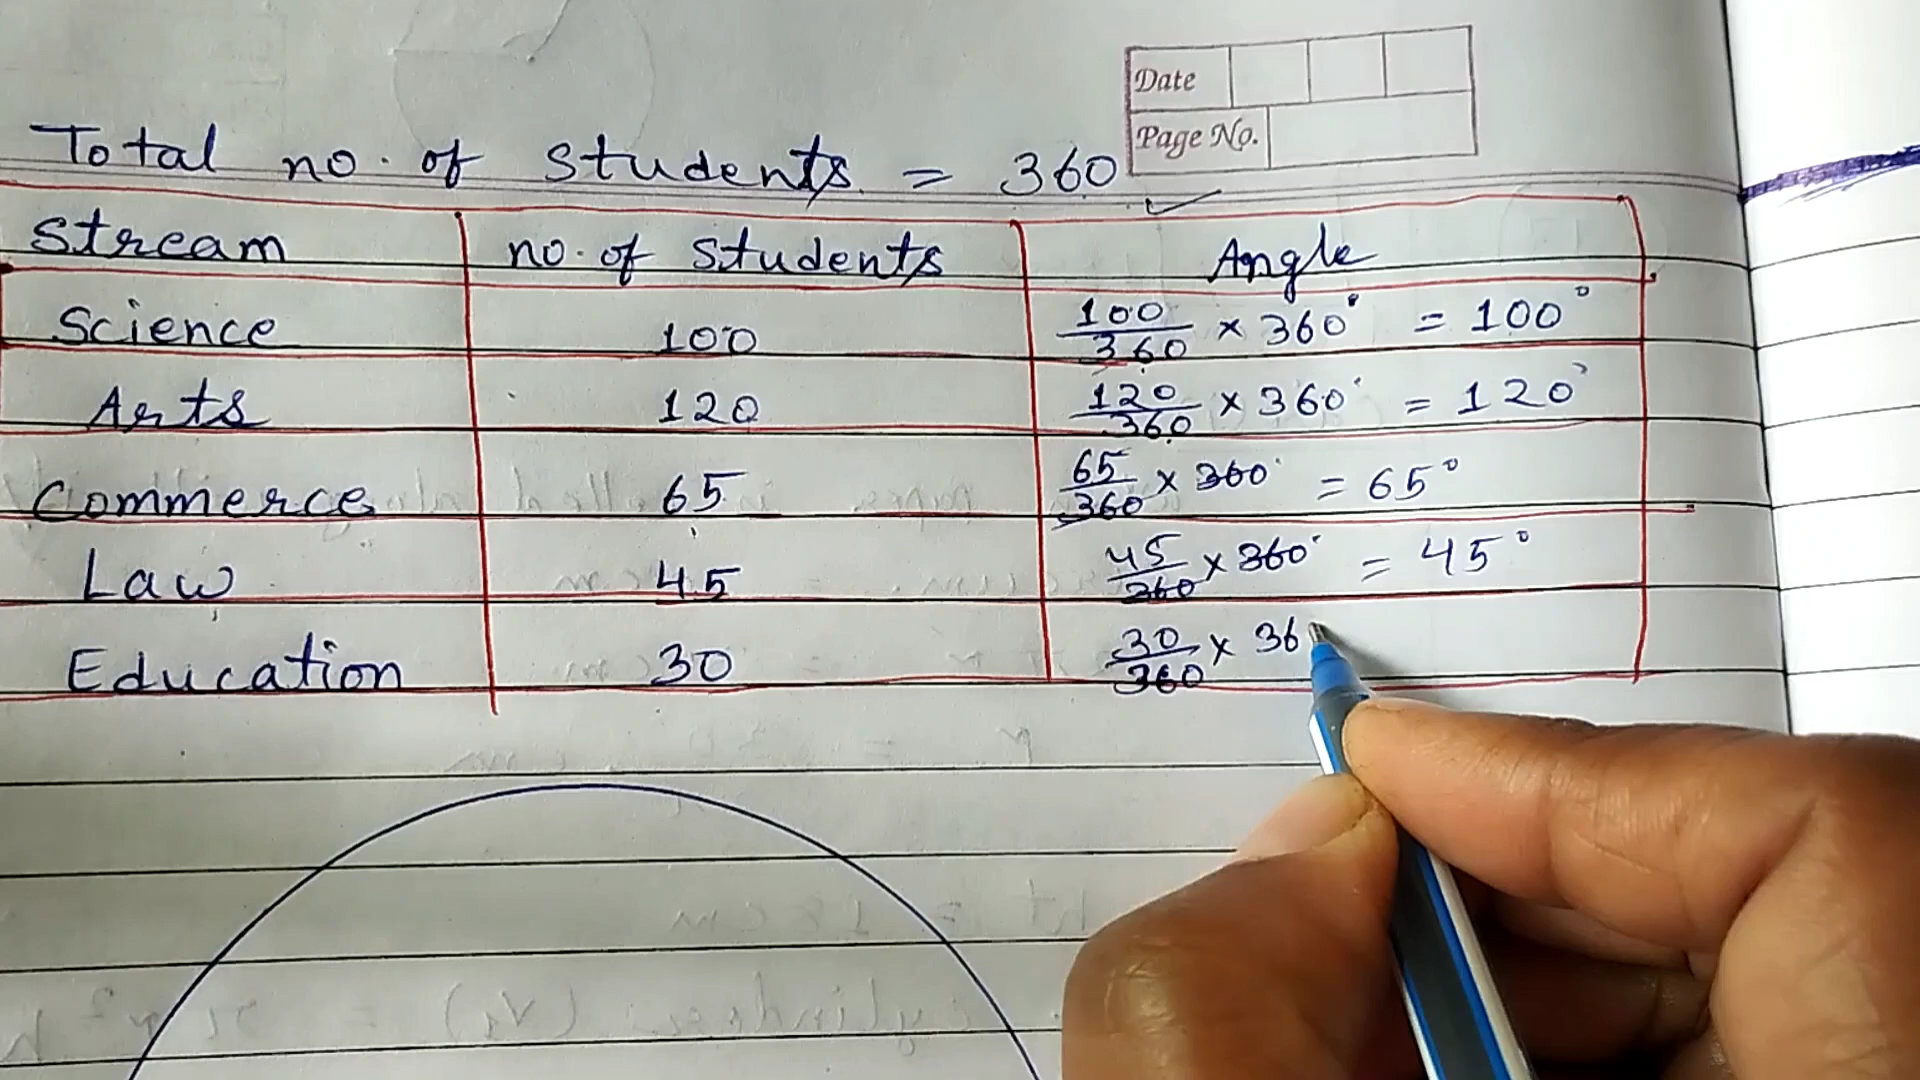 Date
Page No.
Total no. of students = 360
Stream no. of students Angle
Science 100 100/360 × 360° = 100°
Arts 120 120/360 × 360° = 120°
Commerce 65 65/360 × 360° = 65°
Law 45 45/360 × 360° = 45°
Education 30 30/360 × 36